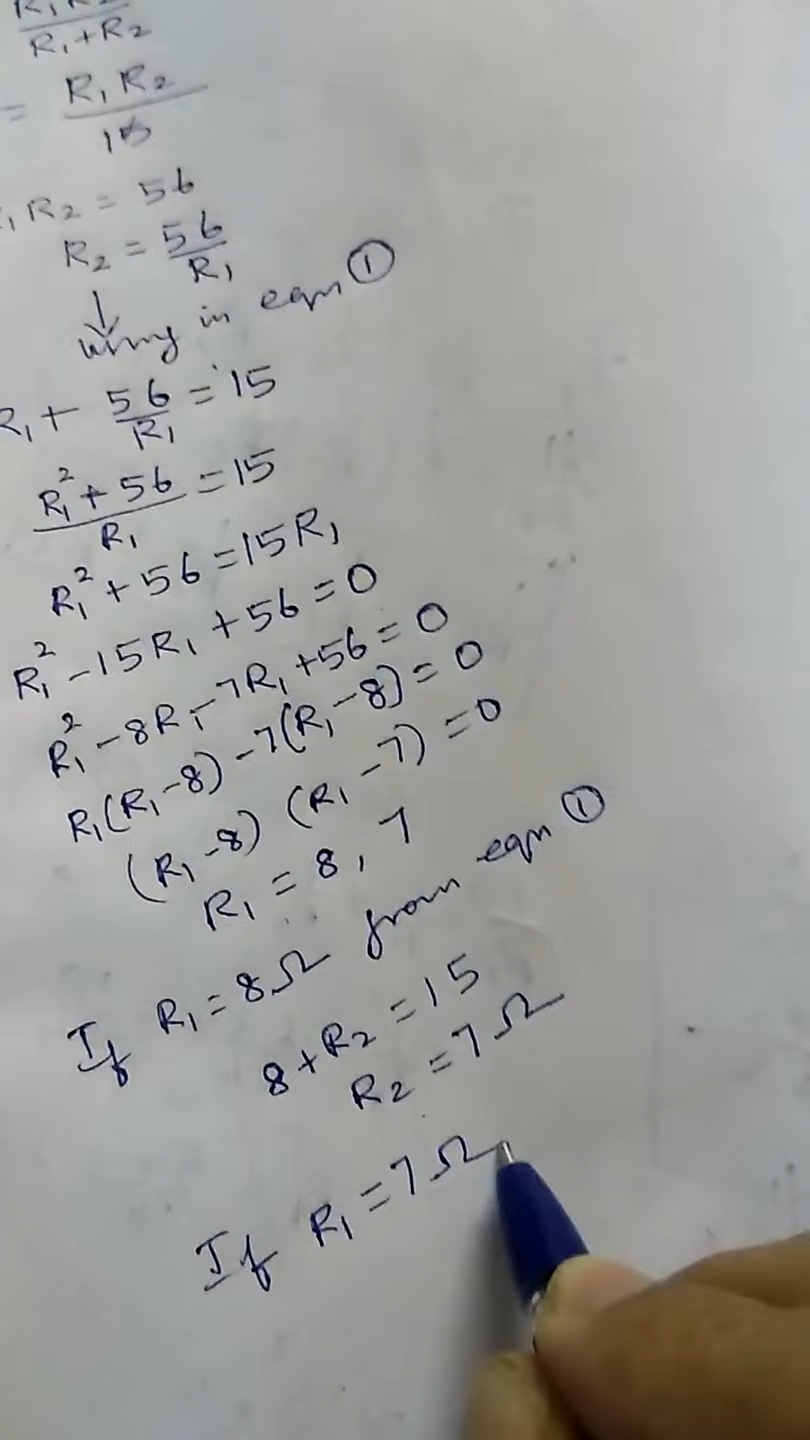 R₁+R₂
= R₁ R₂ / 15
R₂ = 56
R₂ = 56 / R₁
↓
using in eqn ①
R₁ + 56 / R₁ = 15
R₁² + 56 / R₁ = 15
R₁² + 56 = 15R₁
R₁² - 15R₁ + 56 = 0
R₁² - 8R₁ - 7R₁ + 56 = 0
R₁(R₁-8) - 7(R₁-8) = 0
(R₁-8) (R₁-7) = 0
R₁ = 8, 7
If R₁ = 8Ω from eqn ①
8 + R₂ = 15
R₂ = 7Ω
If R₁ = 7Ω